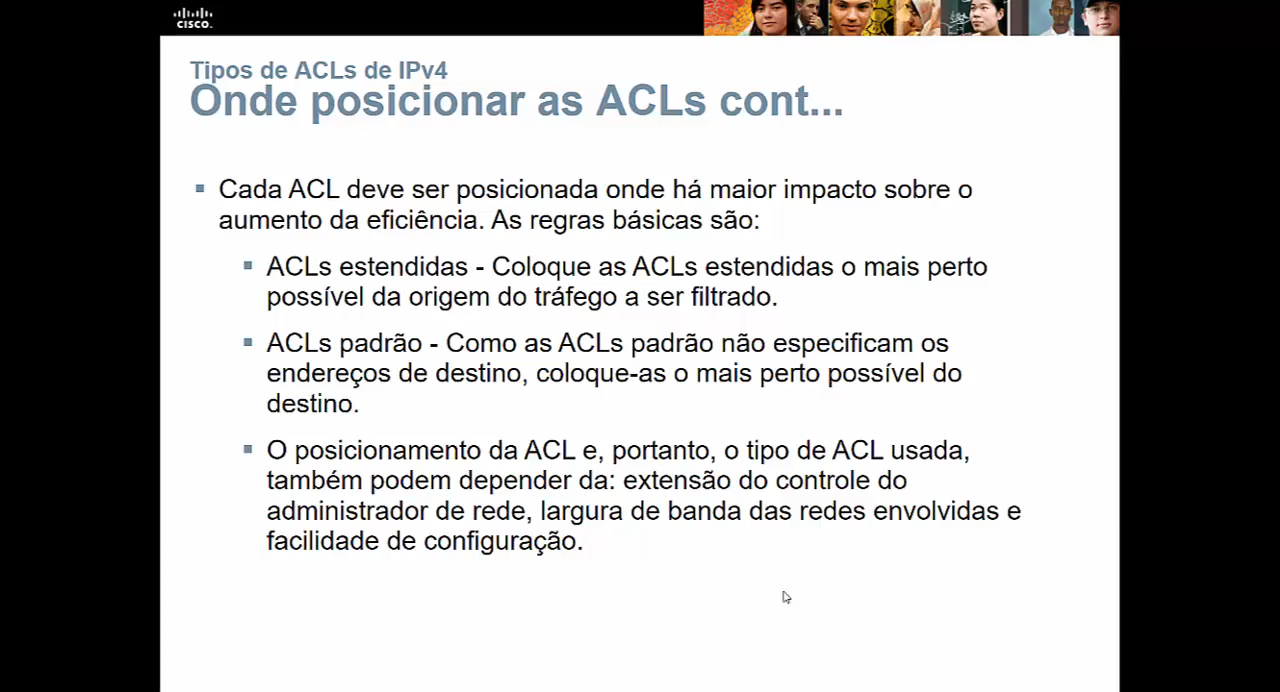 CISCO.
Tipos de ACLs de IPv4
Onde posicionar as ACLs cont...
Cada ACL deve ser posicionada onde há maior impacto sobre o
aumento da eficiência. As regras básicas são:
ACLs estendidas - Coloque as ACLs estendidas o mais perto
possível da origem do tráfego a ser filtrado.
ACLs padrão - Como as ACLs padrão não especificam os
endereços de destino, coloque-as o mais perto possível do
destino.
O posicionamento da ACL e, portanto, o tipo de ACL usada,
também podem depender da: extensão do controle do
administrador de rede, largura de banda das redes envolvidas e
facilidade de configuração.